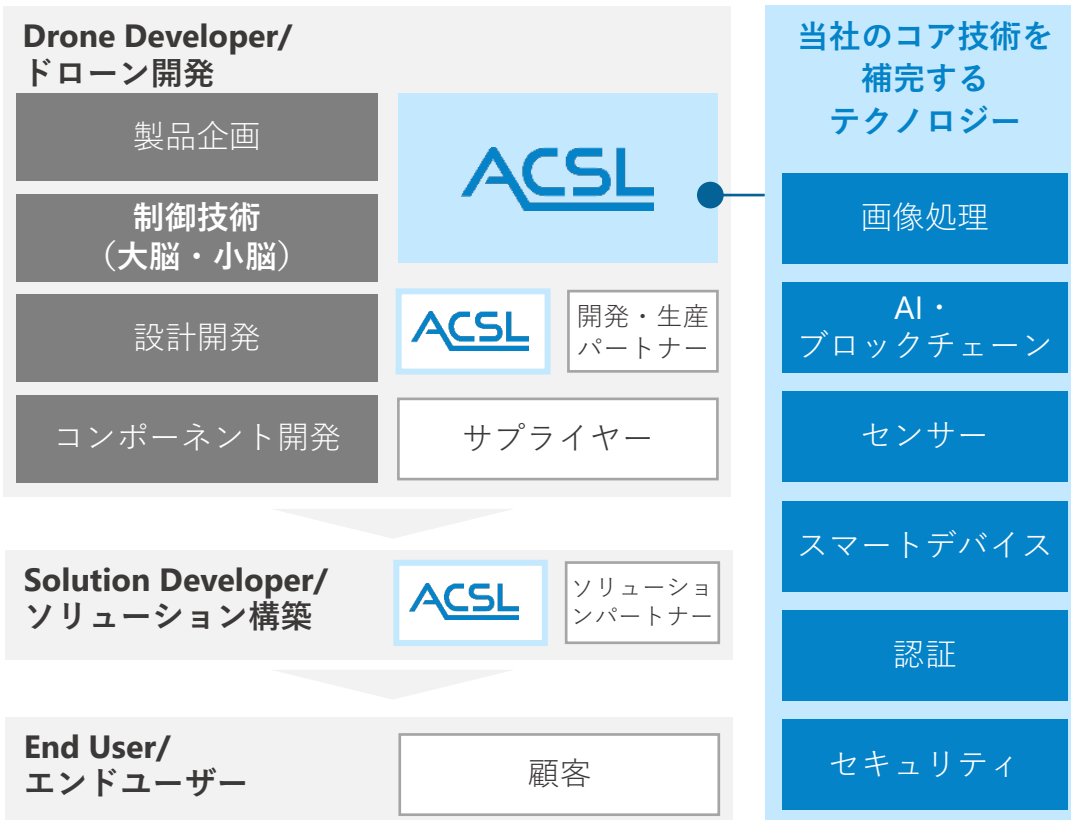 Drone Developer/
ドローン開発
製品企画
制御技術
（大脳・小脳）
ACSL
設計開発
ACSL
開発・生産
パートナー
コンポーネント開発
サプライヤー
Solution Developer/
ソリューション構築
ACSL
ソリューショ
ンパートナー
End User/
エンドユーザー
顧客
当社のコア技術を
補完する
テクノロジー
画像処理
AI・
ブロックチェーン
センサー
スマートデバイス
認証
セキュリティ